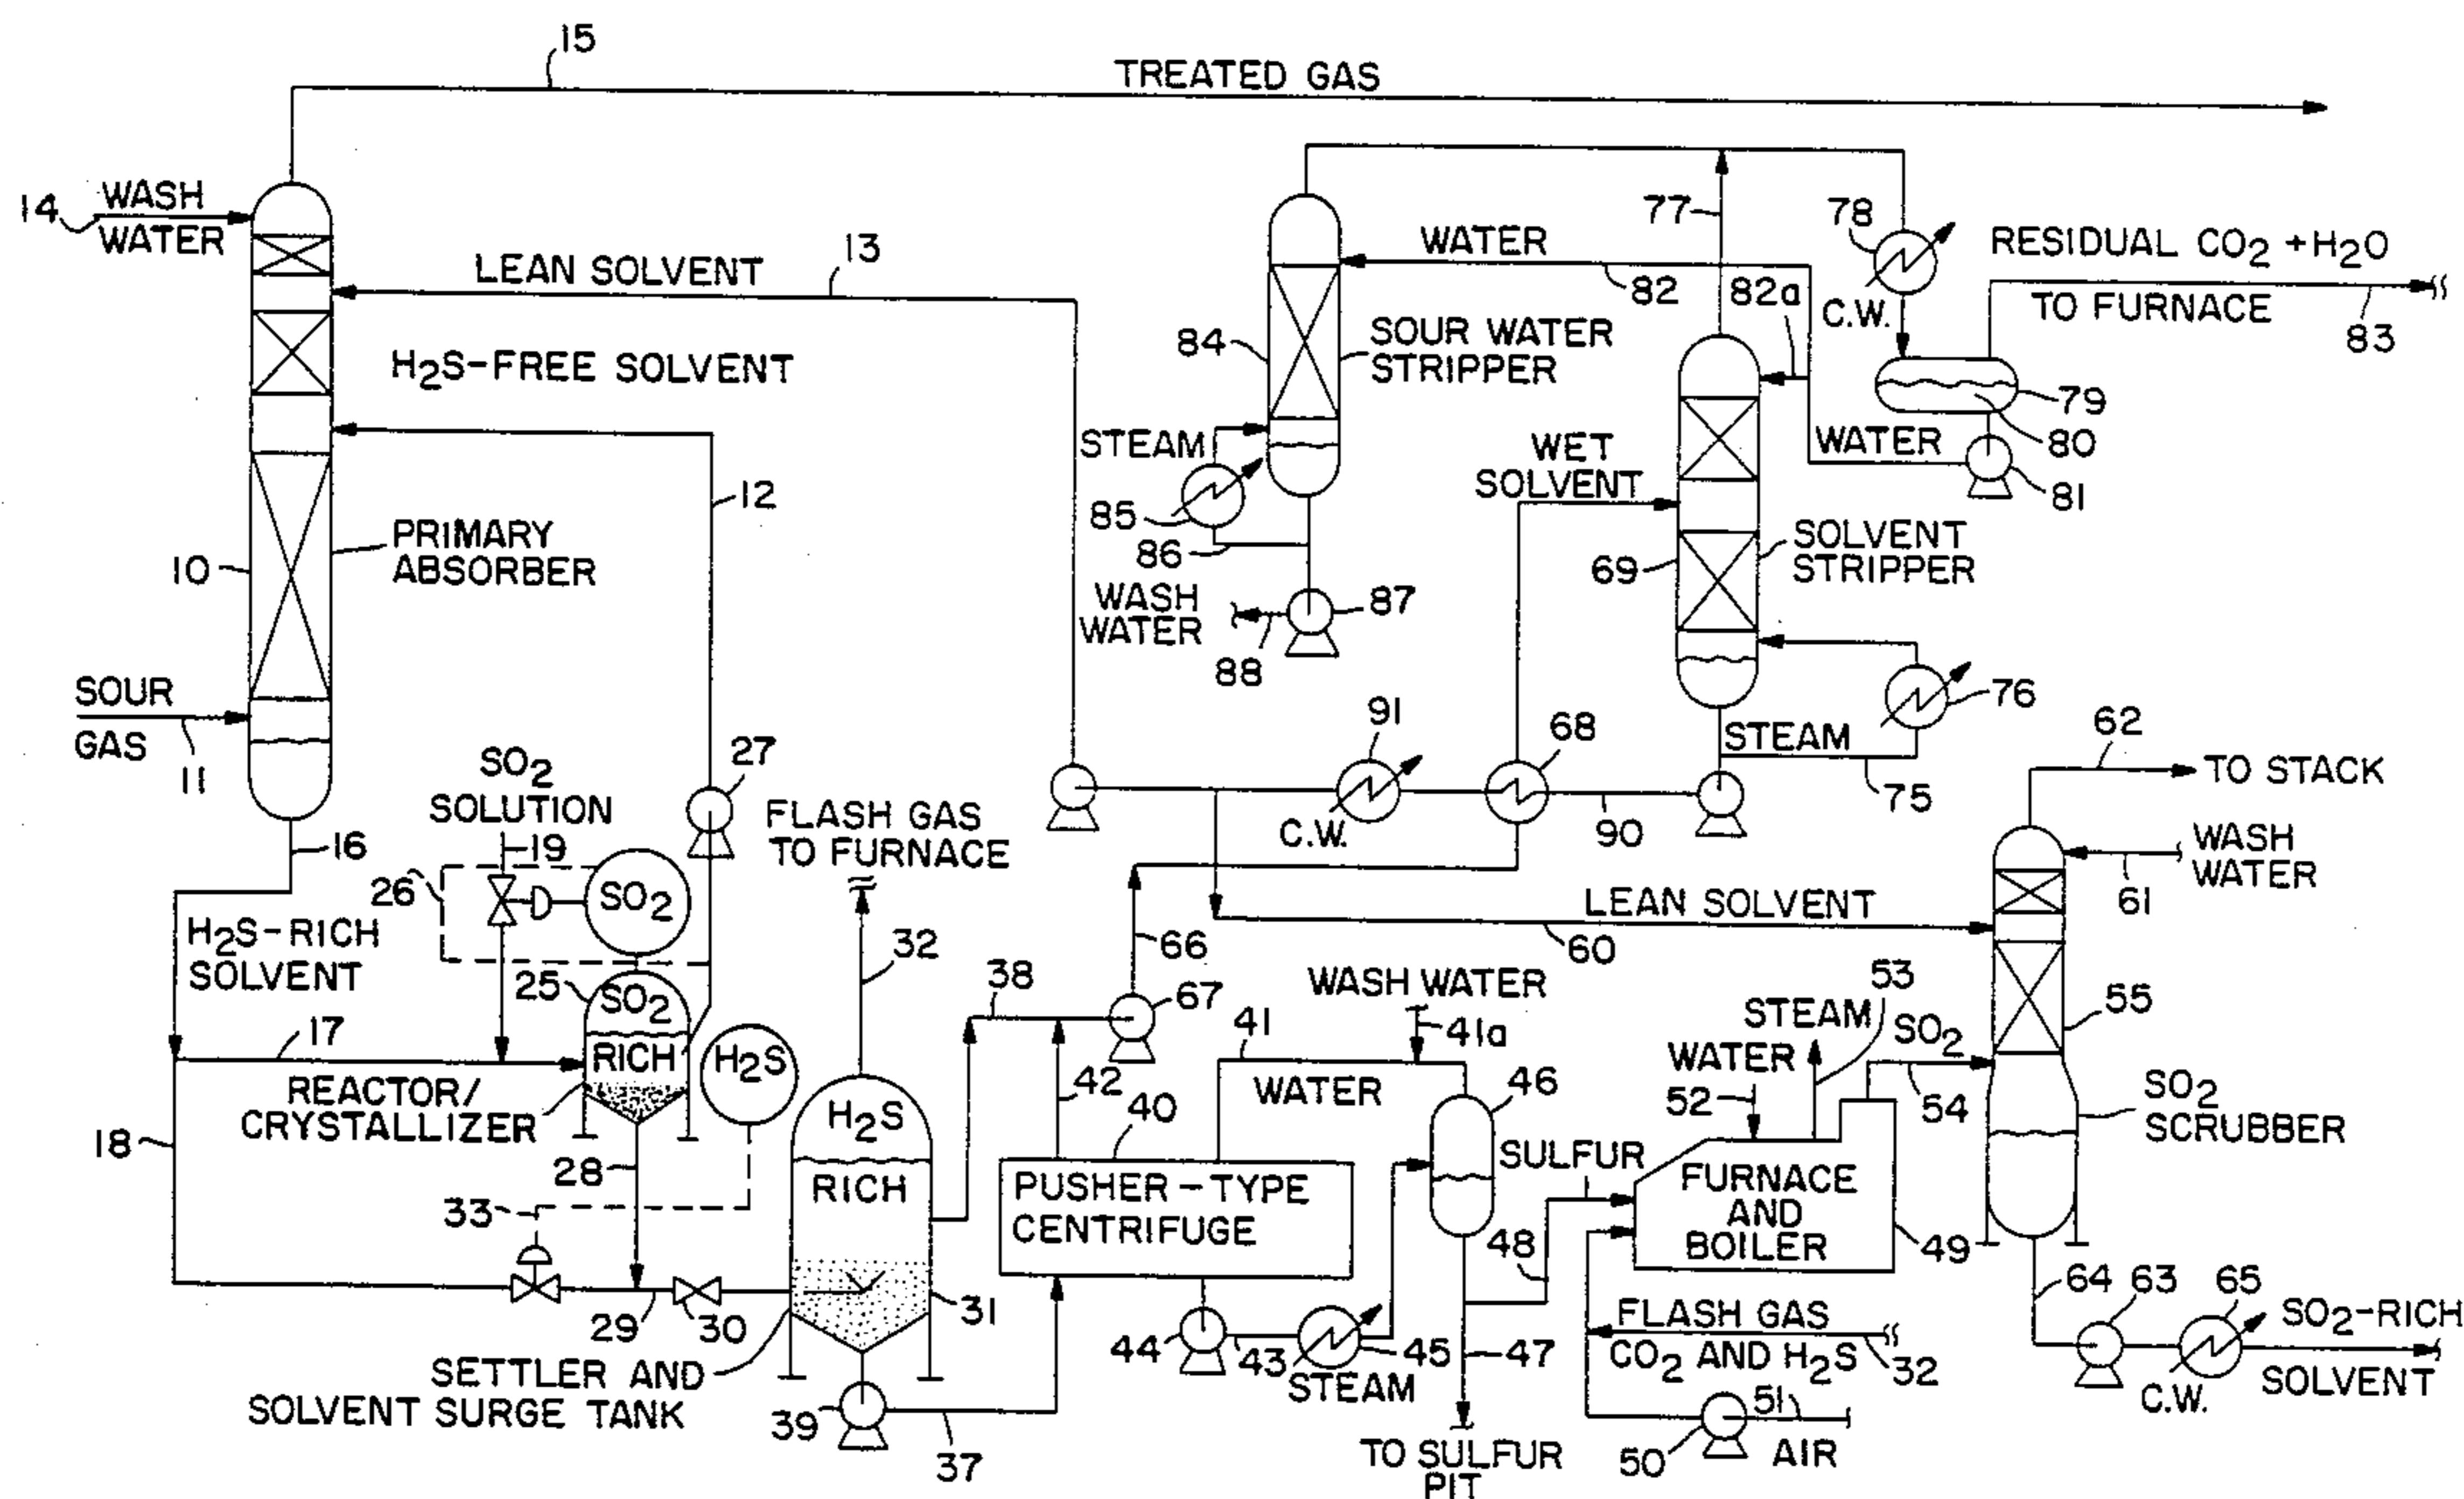 15
TREATED GAS
14
WASH
WATER
LEAN SOLVENT
13
H2S-FREE SOLVENT
12
10
PRIMARY
ABSORBER
SOUR
GAS
11
16
77
78
WATER
82
82a
C.W.
RESIDUAL CO2 +H2O
TO FURNACE
83
84
SOUR WATER
STRIPPER
79
80
WATER
81
STEAM
85
86
WET
SOLVENT
WASH
WATER
87
88
69
SOLVENT
STRIPPER
76
STEAM
75
91
68
C.W.
90
62
TO STACK
WASH
WATER
61
SO2
SOLUTION
19
27
FLASH GAS
TO FURNACE
26
SO2
H2S-RICH
SOLVENT
25
SO2
RICH
32
17
REACTOR/
CRYSTALLIZER
H2S
18
28
33
H2S
RICH
29
30
31
SETTLER AND
SOLVENT SURGE TANK
39
37
38
66
67
LEAN SOLVENT
60
42
40
41
WASH WATER
41a
WATER
46
PUSHER-TYPE
CENTRIFUGE
44
43
45
STEAM
47
TO SULFUR
PIT
48
SULFUR
STEAM
53
WATER
52
SO2
54
55
SO2
SCRUBBER
FURNACE
AND
BOILER
49
FLASH GAS
CO2 AND H2S
32
50
51
AIR
64
63
65
C.W.
SO2-RICH
SOLVENT